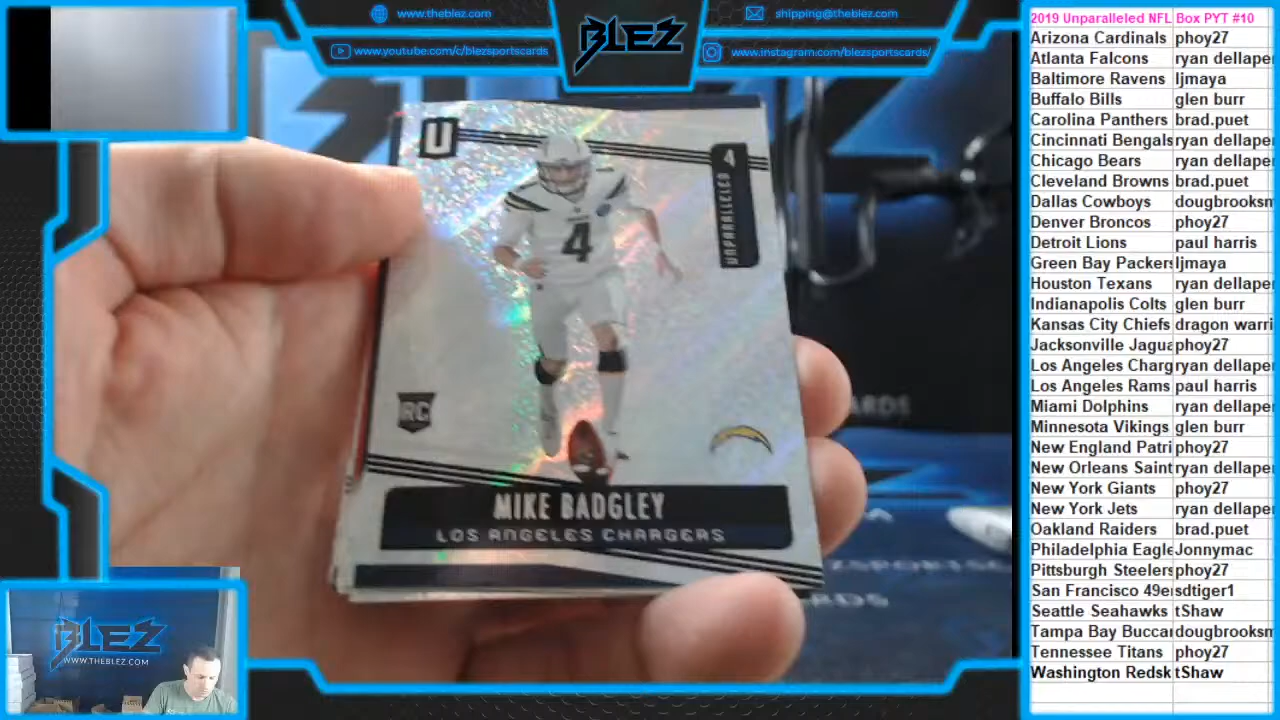 www.theblez.com
shipping@theblez.com
www.youtube.com/c/blezsportscards
www.instagram.com/blezsportscards/
BLEZ
U
4
UNPARALLELED
4
RC
MIKE BADGLEY
LOS ANGELES CHARGERS
BLEZ
WWW.THEBLEZ.COM
2019 Unparalleled NFL Box PYT #10
Arizona Cardinals phoy27
Atlanta Falcons ryan dellaper
Baltimore Ravens ljmaya
Buffalo Bills glen burr
Carolina Panthers brad.puet
Cincinnati Bengals ryan dellaper
Chicago Bears ryan dellaper
Cleveland Browns brad.puet
Dallas Cowboys dougbrooksm
Denver Broncos phoy27
Detroit Lions paul harris
Green Bay Packers ljmaya
Houston Texans ryan dellaper
Indianapolis Colts glen burr
Kansas City Chiefs dragon warri
Jacksonville Jagua phoy27
Los Angeles Charg ryan dellaper
Los Angeles Rams paul harris
Miami Dolphins ryan dellaper
Minnesota Vikings glen burr
New England Patri phoy27
New Orleans Saint ryan dellaper
New York Giants phoy27
New York Jets ryan dellaper
Oakland Raiders brad.puet
Philadelphia Eagle Jonnymac
Pittsburgh Steelers phoy27
San Francisco 49e sdtiger1
Seattle Seahawks tShaw
Tampa Bay Bucca dougbrooksm
Tennessee Titans phoy27
Washington Redsk tShaw